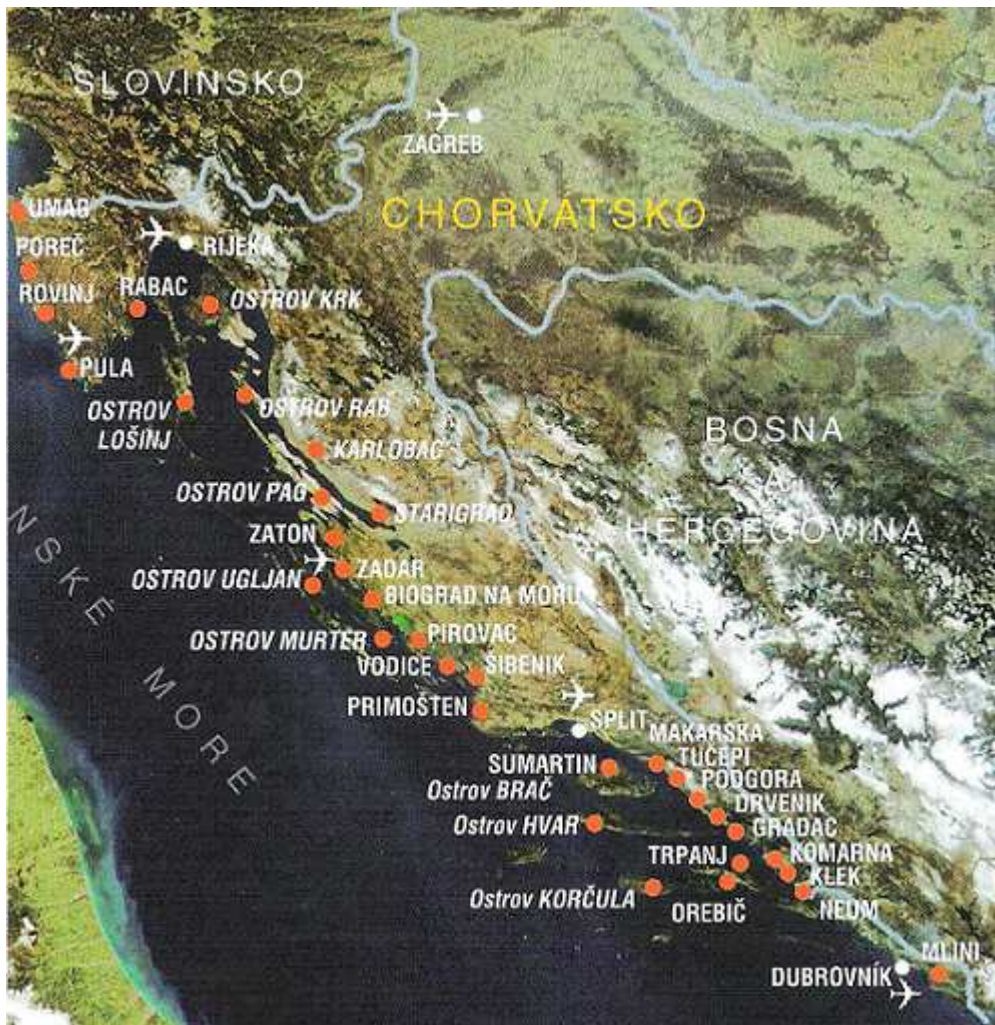 SLOVINSKO
ZAGREB
CHORVÁTSKO
UMAG
POREČ
RIJEKA
ROVINJ
RABAC
OSTROV KRK
PULA
OSTROV
LOŠINJ
OSTROV RAB
KARLOBAG
BOSNA
A
HERCEGOVINA
OSTROV PAG
STARIGRAD
ZATON
ZADAR
OSTROV UGLJAN
BIOGRAD NA MORU
OSTROV MURTER
PIROVAC
VODICE
ŠIBENIK
PRIMOŠTEN
NSKÉ MORE
SPLIT
MAKARSKA
TUČEPI
SUMARTIN
PODGORA
Ostrov BRAČ
DRVENIK
Ostrov HVAR
GRADAC
TRPANJ
KOMARNA
KLEK
Ostrov KORČULA
OREBIČ
NEUM
MLINI
DUBROVNÍK